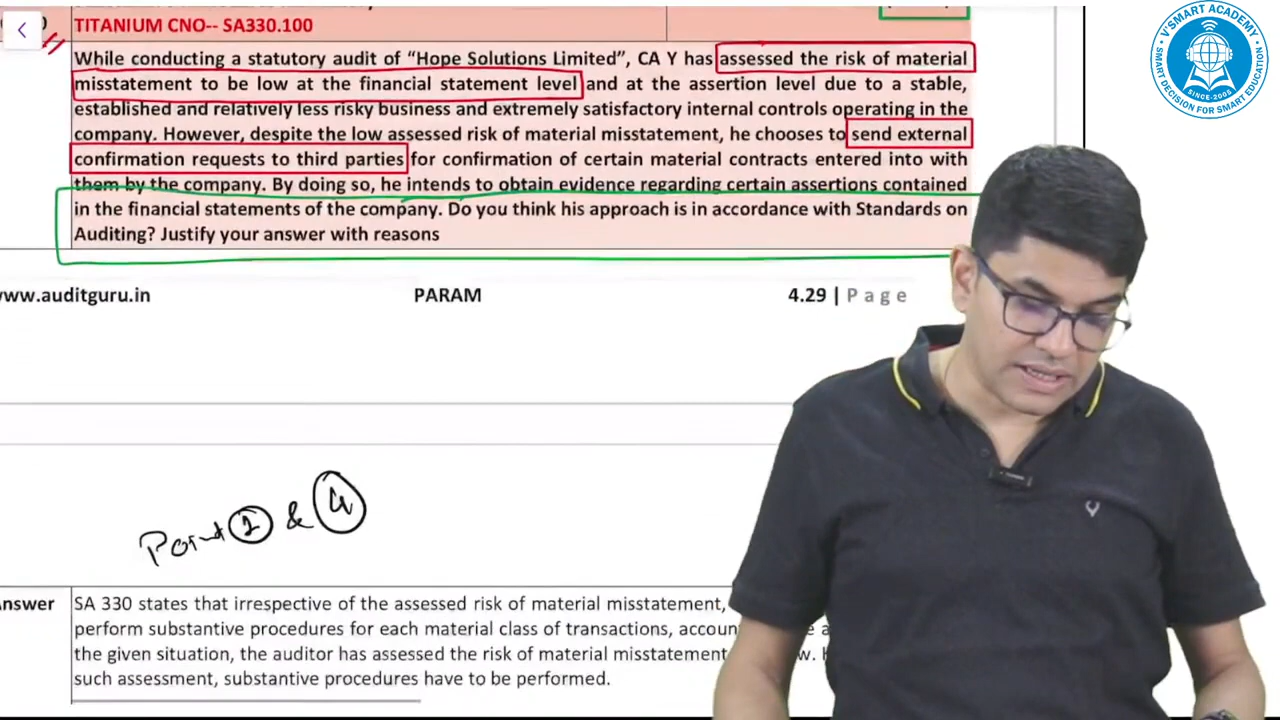 TITANIUM CNO-- SA330.100
While conducting a statutory audit of “Hope Solutions Limited”, CA Y has assessed the risk of material
misstatement to be low at the financial statement level and at the assertion level due to a stable,
established and relatively less risky business and extremely satisfactory internal controls operating in the
company. However, despite the low assessed risk of material misstatement, he chooses to send external
confirmation requests to third parties for confirmation of certain material contracts entered into with
them by the company. By doing so, he intends to obtain evidence regarding certain assertions contained
in the financial statements of the company. Do you think his approach is in accordance with Standards on
Auditing? Justify your answer with reasons
ww.auditguru.in PARAM 4.29 | Page
Point & 4
nswer
SA 330 states that irrespective of the assessed risk of material misstatement,
perform substantive procedures for each material class of transactions, accoun
the given situation, the auditor has assessed the risk of material misstatement
such assessment, substantive procedures have to be performed.
V'SMART ACADEMY
SINCE-2005
SMART DECISION FOR SMART EDUCATION